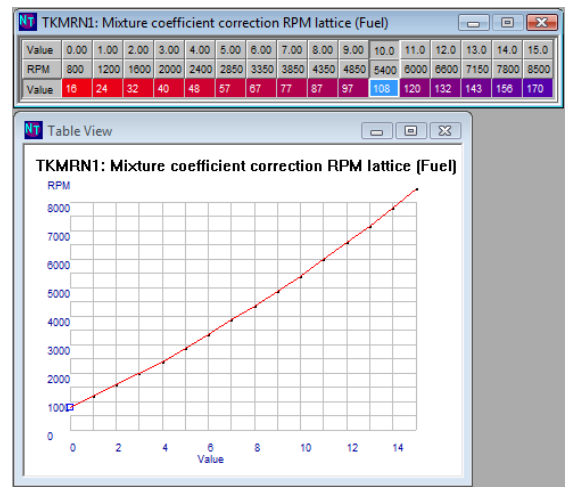 NT TKMRN1: Mixture coefficient correction RPM lattice (Fuel)
Value 0.00 1.00 2.00 3.00 4.00 5.00 6.00 7.00 8.00 9.00 10.0 11.0 12.0 13.0 14.0 15.0
RPM 800 1200 1600 2000 2400 2850 3350 3850 4350 4850 5400 6000 6600 7150 7800 8500
Value 16 24 32 40 48 57 67 77 87 97 108 120 132 143 156 170
NT Table View
TKMRN1: Mixture coefficient correction RPM lattice (Fuel)
RPM
8000
7000
6000
5000
4000
3000
2000
1000
0
0 2 4 6 8 10 12 14
Value